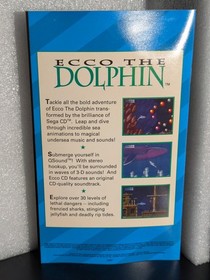 ECCO THE
DOLPHIN™
Tackle all the bold adventure
of Ecco The Dolphin trans-
formed by the brilliance of
Sega CD™. Leap and dive
through incredible sea
animations to magical
undersea music and sounds!
Submerge yourself in
QSound™! With stereo
hookup, you'll be surrounded
in waves of 3-D sounds! And
Ecco CD features an original
CD-quality soundtrack.
Explore over 30 levels of
lethal dangers – including
frenzied sharks, stinging
jellyfish and deadly rip tides.